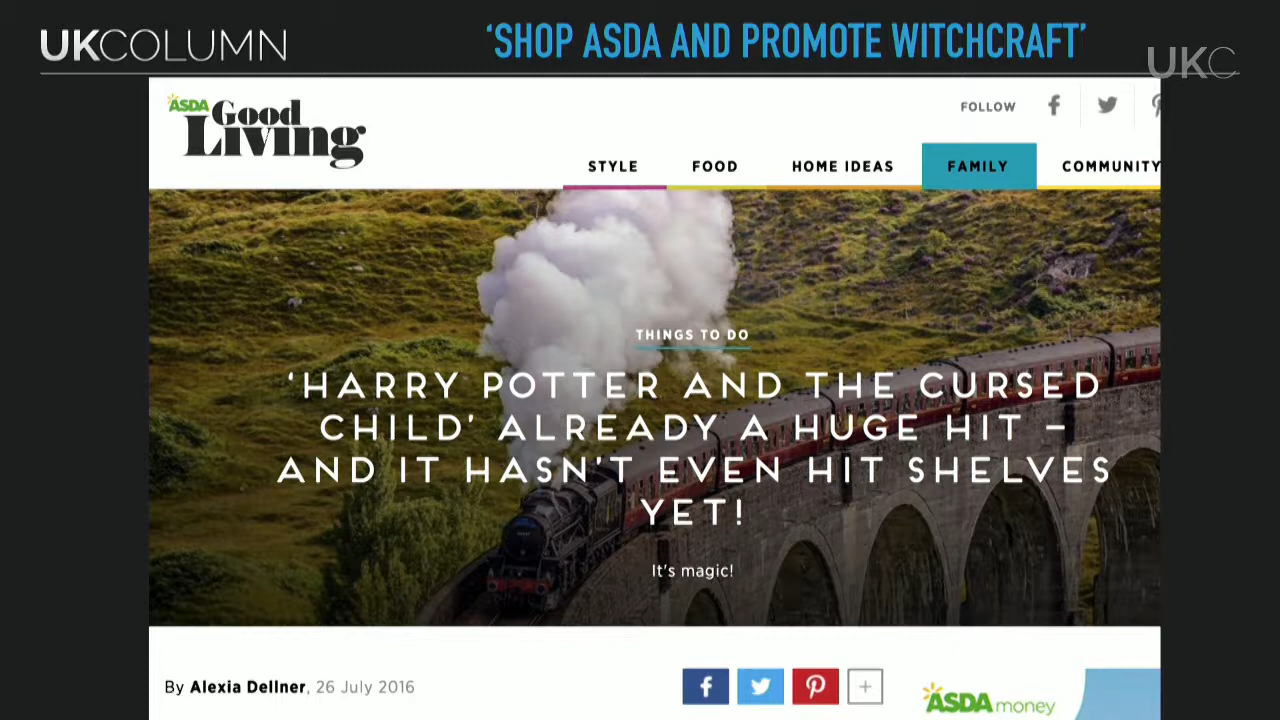 UKCOLUMN
'SHOP ASDA AND PROMOTE WITCHCRAFT'
UKC
ASDA
Good
Living
FOLLOW
STYLE FOOD HOME IDEAS FAMILY COMMUNITY
THINGS TO DO
'HARRY POTTER AND THE CURSED
CHILD' ALREADY A HUGE HIT –
AND IT HASN'T EVEN HIT SHELVES
YET!
It's magic!
By Alexia Dellner, 26 July 2016
ASDA money